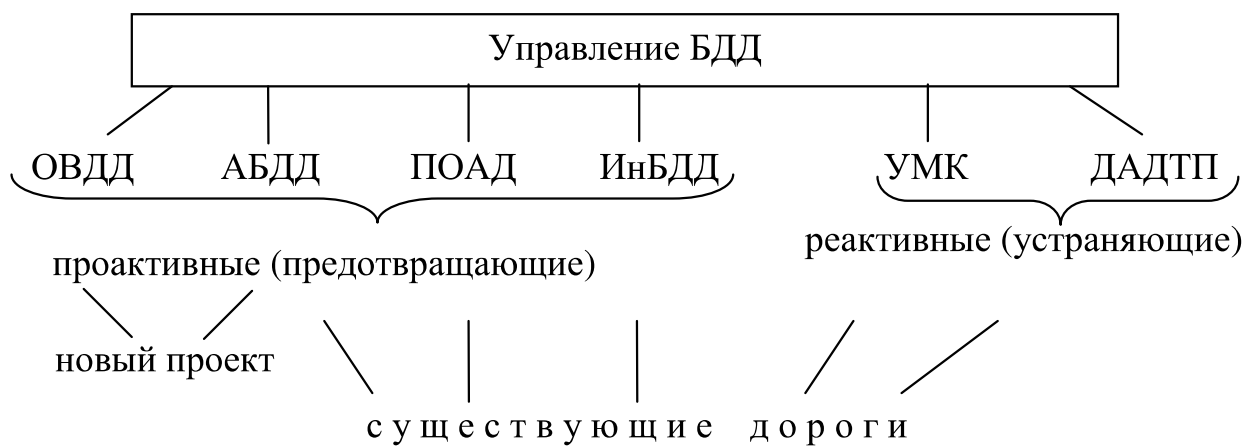 Управление БДД
ОВДД АБДД ПОАД ИнБДД УМК ДАДТП
реактивные (устраняющие)
проактивные (предотвращающие)
новый проект
существующие дороги